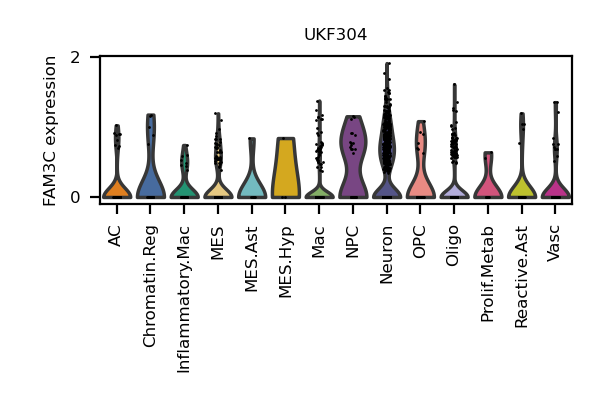 UKF304
FAM3C expression
2
0
AC
Chromatin.Reg
Inflammatory.Mac
MES
MES.Ast
MES.Hyp
Mac
NPC
Neuron
OPC
Oligo
Prolif.Metab
Reactive.Ast
Vasc